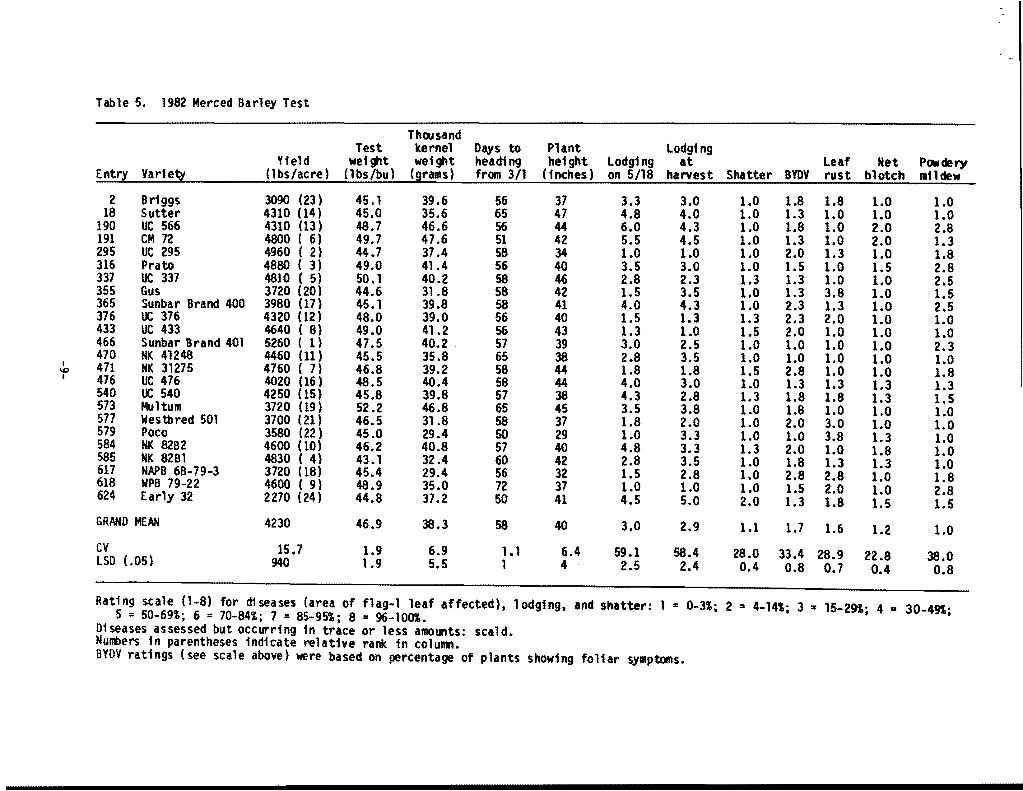 Table 5. 1982 Merced Barley Test
Thousand
Test kernel Days to Plant Lodging
Yield weight weight heading height Lodging at Leaf Net Powdery
Entry Variety (lbs/acre) (lbs/bu) (grams) from 3/1 (inches) on 5/18 harvest Shatter BYDV rust blotch mildew
2 Briggs 3090 (23) 45.1 39.6 56 37 3.3 3.0 1.0 1.8 1.8 1.0 1.0
18 Sutter 4310 (14) 45.0 35.6 65 47 4.8 4.0 1.0 1.3 1.0 1.0 1.0
190 UC 566 4310 (13) 48.7 46.6 56 44 6.0 4.3 1.0 1.8 1.0 2.0 2.8
191 CM 72 4800 ( 6) 49.7 47.6 51 42 5.5 4.5 1.0 1.3 1.0 2.0 1.3
295 UC 295 4960 ( 2) 44.7 37.4 58 34 1.0 1.0 1.0 2.0 1.3 1.0 1.8
316 Prato 4880 ( 3) 49.0 41.4 56 40 3.5 3.0 1.0 1.5 1.0 1.5 2.8
337 UC 337 4810 ( 5) 50.1 40.2 58 46 2.8 2.3 1.3 1.3 1.0 1.0 2.5
355 Gus 3720 (20) 44.6 31.8 58 42 1.5 3.5 1.0 1.3 3.8 1.0 1.5
365 Sunbar Brand 400 3980 (17) 45.1 39.8 58 41 4.0 4.3 1.0 2.3 1.3 1.0 2.5
376 UC 376 4320 (12) 48.0 39.0 56 40 1.5 1.3 1.3 2.3 2.0 1.0 1.0
433 UC 433 4640 ( 8) 49.0 41.2 56 43 1.3 1.0 1.5 2.0 1.0 1.0 1.0
466 Sunbar Brand 401 5260 ( 1) 47.5 40.2 57 39 3.0 2.5 1.0 1.0 1.0 1.0 2.3
470 NK 41248 4460 (11) 45.5 35.8 65 38 2.8 3.5 1.0 1.0 1.0 1.0 1.0
471 NK 31275 4760 ( 7) 46.8 39.2 58 44 1.8 1.8 1.5 2.8 1.0 1.0 1.8
476 UC 476 4020 (16) 48.5 40.4 58 44 4.0 3.0 1.0 1.3 1.3 1.3 1.3
540 UC 540 4250 (15) 45.8 39.8 57 38 4.3 2.8 1.3 1.8 1.8 1.3 1.5
573 Multum 3720 (19) 52.2 46.8 65 45 3.5 3.8 1.0 1.8 1.0 1.0 1.0
577 Westbred 501 3700 (21) 46.5 31.8 58 37 1.8 2.0 1.0 2.0 3.0 1.0 1.0
579 Poco 3580 (22) 45.0 29.4 50 29 1.0 3.3 1.0 1.0 3.8 1.3 1.0
584 NK 8282 4600 (10) 46.2 40.8 57 40 4.8 3.3 1.3 2.0 1.0 1.8 1.0
585 NK 8281 4830 ( 4) 43.1 32.4 60 42 2.8 3.5 1.0 1.8 1.3 1.3 1.0
617 NAPB 68-79-3 3720 (18) 45.4 29.4 56 32 1.5 2.8 1.0 2.8 2.8 1.0 1.8
618 WPB 79-22 4600 ( 9) 48.9 35.0 72 37 1.0 1.0 1.0 1.5 2.0 1.0 2.8
624 Early 32 2270 (24) 44.8 37.2 50 41 4.5 5.0 2.0 1.3 1.8 1.5 1.5
GRAND MEAN 4230 46.9 38.3 58 40 3.0 2.9 1.1 1.7 1.6 1.2 1.0
CV 15.7 1.9 6.9 1.1 6.4 59.1 58.4 28.0 33.4 28.9 22.8 38.0
LSD (.05) 940 1.9 5.5 1 4 2.5 2.4 0.4 0.8 0.7 0.4 0.8
Rating scale (1-8) for diseases (area of flag-1 leaf affected), lodging, and shatter: 1 = 0-3%; 2 = 4-14%; 3 = 15-29%; 4 = 30-49%;
5 = 50-69%; 6 = 70-84%; 7 = 85-95%; 8 = 96-100%.
Diseases assessed but occurring in trace or less amounts: scald.
Numbers in parentheses indicate relative rank in column.
BYDV ratings (see scale above) were based on percentage of plants showing foliar symptoms.
-9-